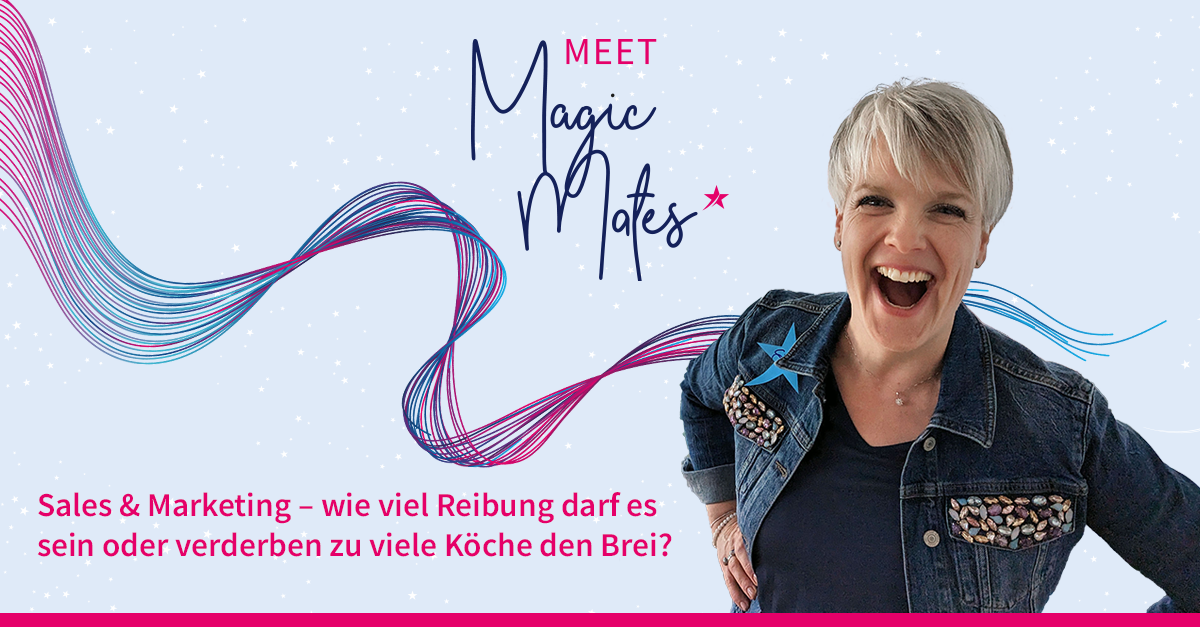 MEET
Magic
Mates
Sales & Marketing – wie viel Reibung darf es
sein oder verderben zu viele Köche den Brei?